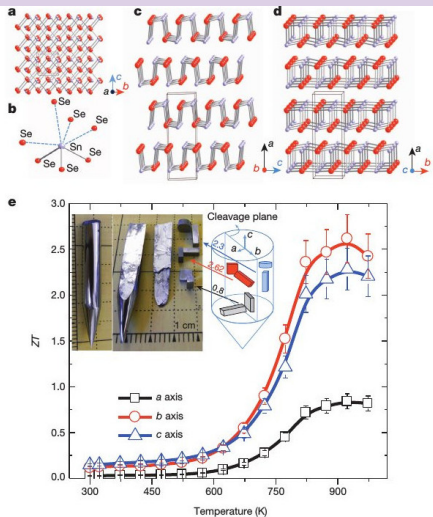 a
b
c
d
c
a
b
a
b
c
a
c
b
Se
Se
Se
Se
Sn
Se
Se
Se
e
Cleavage plane
c
a
b
2.3
2.62
0.8
1 cm
ZT
3.0
2.5
2.0
1.5
1.0
0.5
0.0
a axis
b axis
c axis
300
450
600
750
900
Temperature (K)